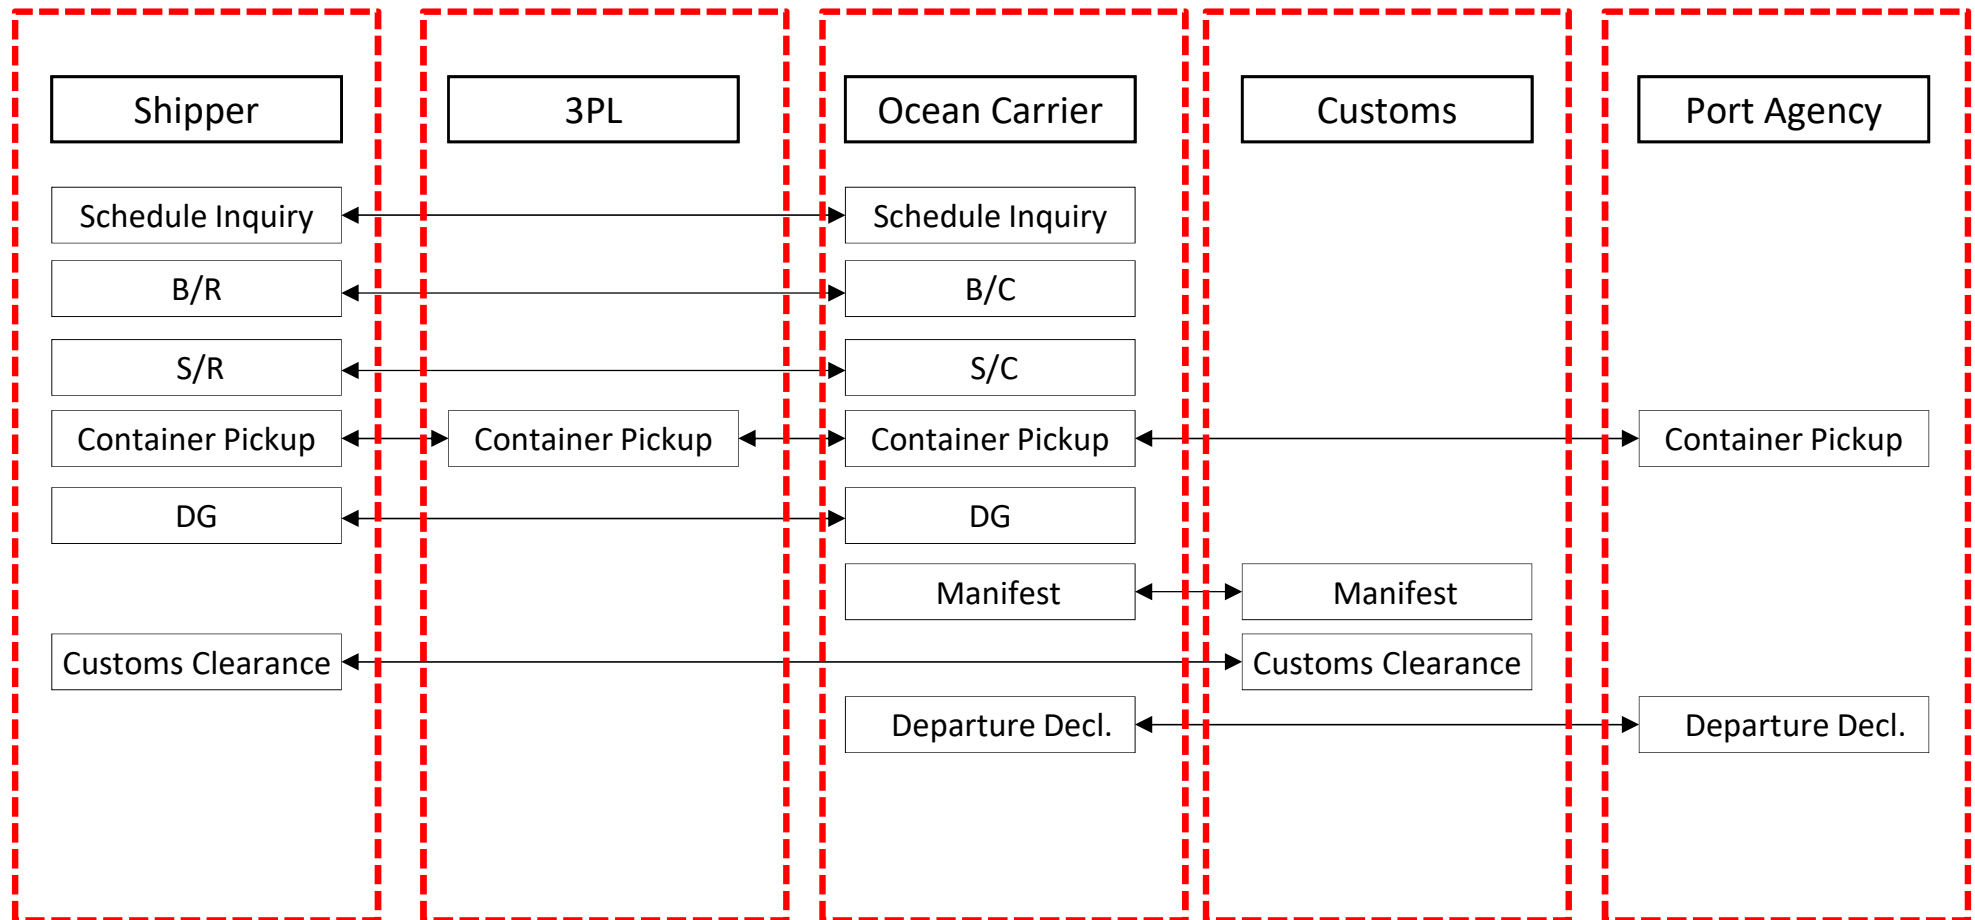 Shipper
3PL
Ocean Carrier
Customs
Port Agency
Schedule Inquiry
Schedule Inquiry
B/R
B/C
S/R
S/C
Container Pickup
Container Pickup
Container Pickup
Container Pickup
DG
DG
Manifest
Manifest
Customs Clearance
Customs Clearance
Departure Decl.
Departure Decl.